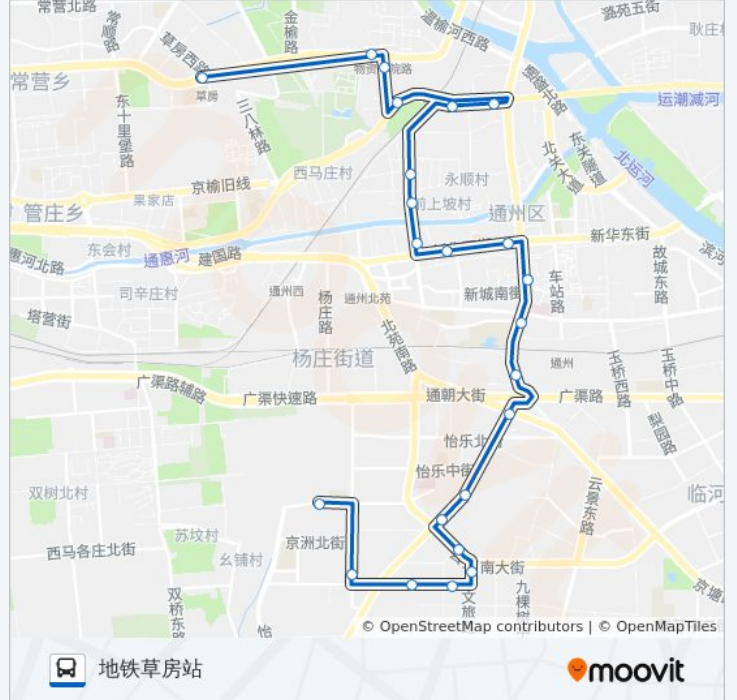 常营北路
金榆路
温榆河西路
潞苑五街
常顺路
耿庄村
草房西路
物资
院路
常营乡
草房
通燕北路
运潮减河
东十里堡路
三八林路
东关隧道
北关大道
北运河
西马庄村
永顺村
京榆旧线
果家店
前上坡村
管庄乡
通州区
新华东街
东会村
通惠河
建国路
惠河北路
故城东路
滨河
车站路
司辛庄村
通州西
杨庄路
通州北苑
新城南街
塔营街
北苑南路
杨庄街道
通州
玉桥西路
玉桥中路
广渠路辅路
广渠快速路
通朝大街
广渠路
梨园路
怡乐北
怡乐中街
双树北村
云景东路
临河
苏坟村
京洲北街
西马各庄北街
幺铺村
南大街
京塘
双桥东路
文旅
九棵树
怡
© OpenStreetMap contributors | © OpenMapTiles
地铁草房站
moovit